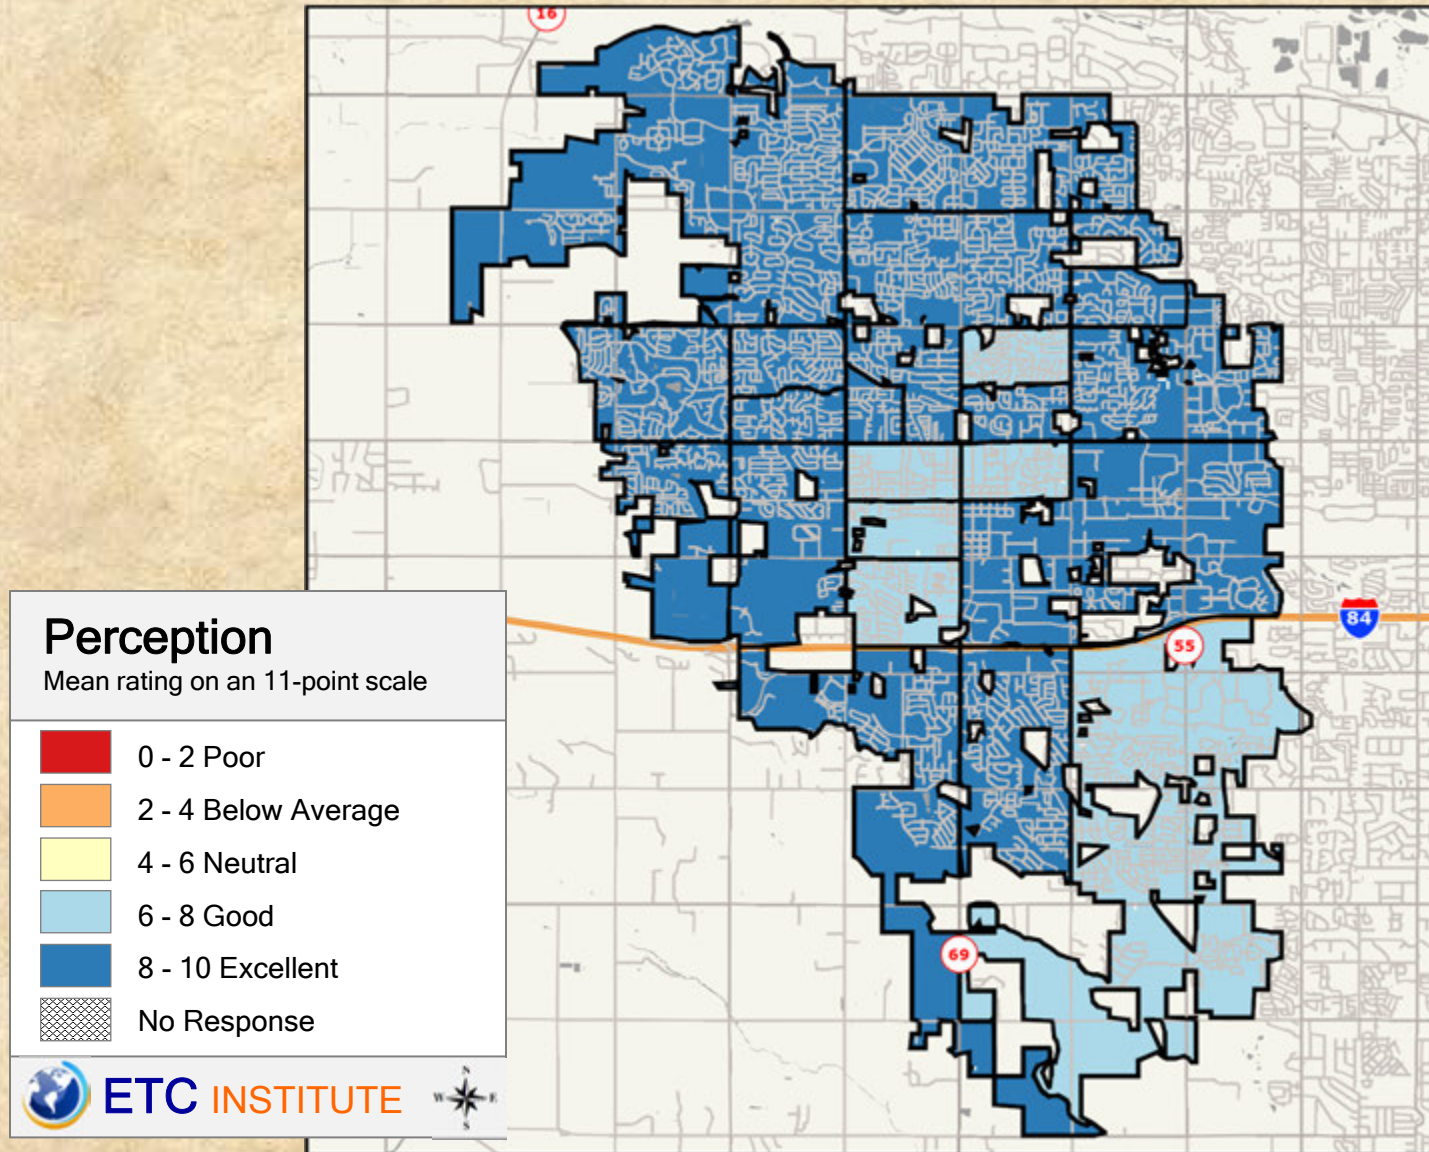 16
84
55
69
Perception
Mean rating on an 11-point scale
0 - 2 Poor
2 - 4 Below Average
4 - 6 Neutral
6 - 8 Good
8 - 10 Excellent
No Response
ETC INSTITUTE
N
W E
S